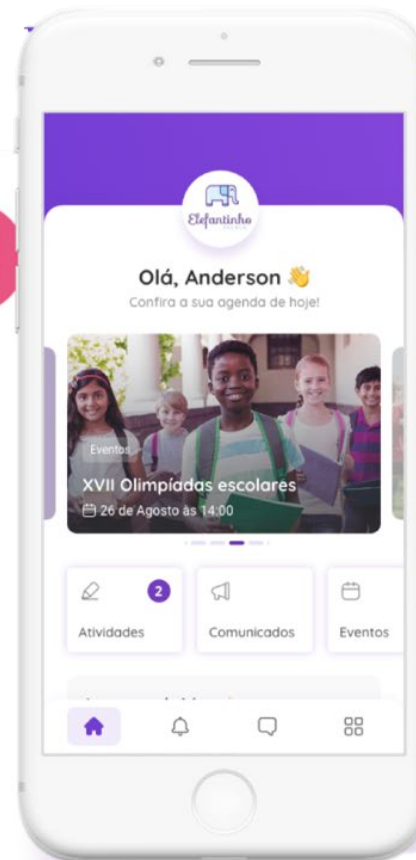 Elefantinho
Olá, Anderson 👋
Confira a sua agenda de hoje!
Eventos
XVII Olimpíadas escolares
26 de Agosto às 14:00
2
Atividades
Comunicados
Eventos